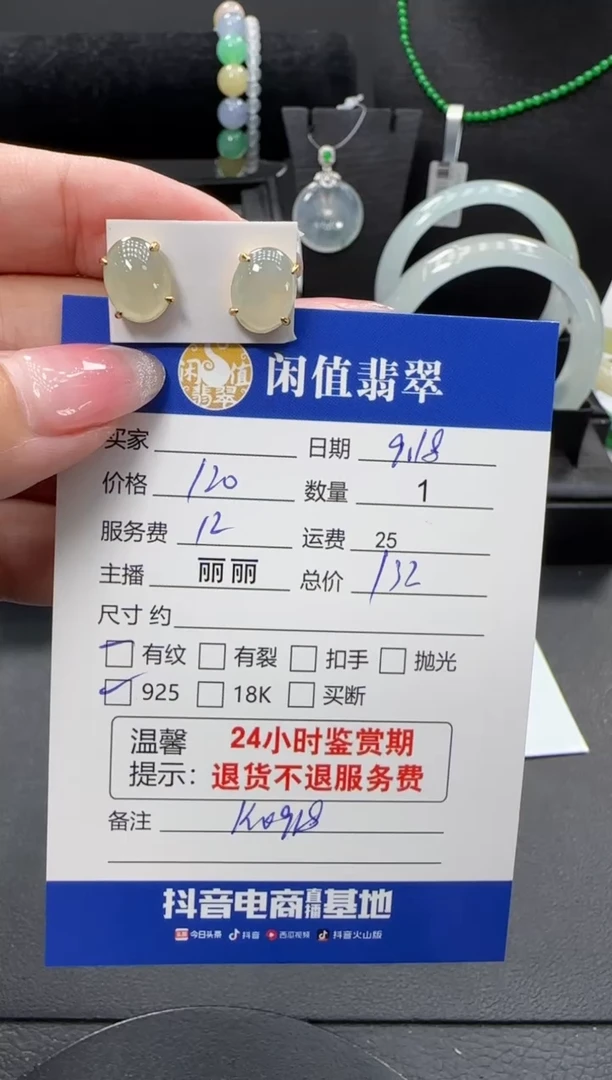 闲值翡翠
闲值翡翠
买家 日期 9.18
价格 120 数量 1
服务费 12 运费 25
主播 丽丽 总价 132
尺寸 约
有纹 有裂 扣手 抛光
925 18K 买断
温馨提示：
24小时鉴赏期
退货不退服务费
备注
抖音电商直播基地
今日头条 抖音 西瓜视频 抖音火山版